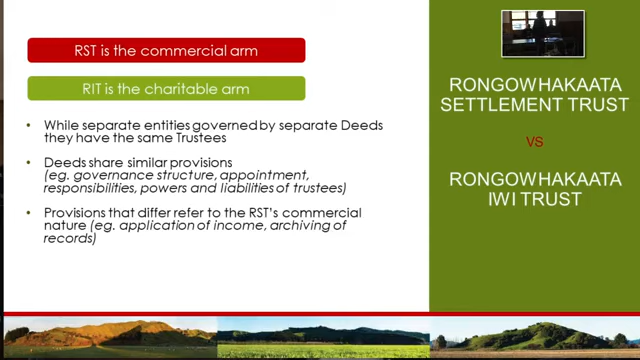 RST is the commercial arm
RIT is the charitable arm
• While separate entities governed by separate Deeds
they have the same Trustees
• Deeds share similar provisions
(eg. governance structure, appointment,
responsibilities, powers and liabilities of trustees)
• Provisions that differ refer to the RST's commercial
nature (eg. application of income, archiving of
records)
RONGOWHAKAATA
SETTLEMENT TRUST
VS
RONGOWHAKAATA
IWI TRUST